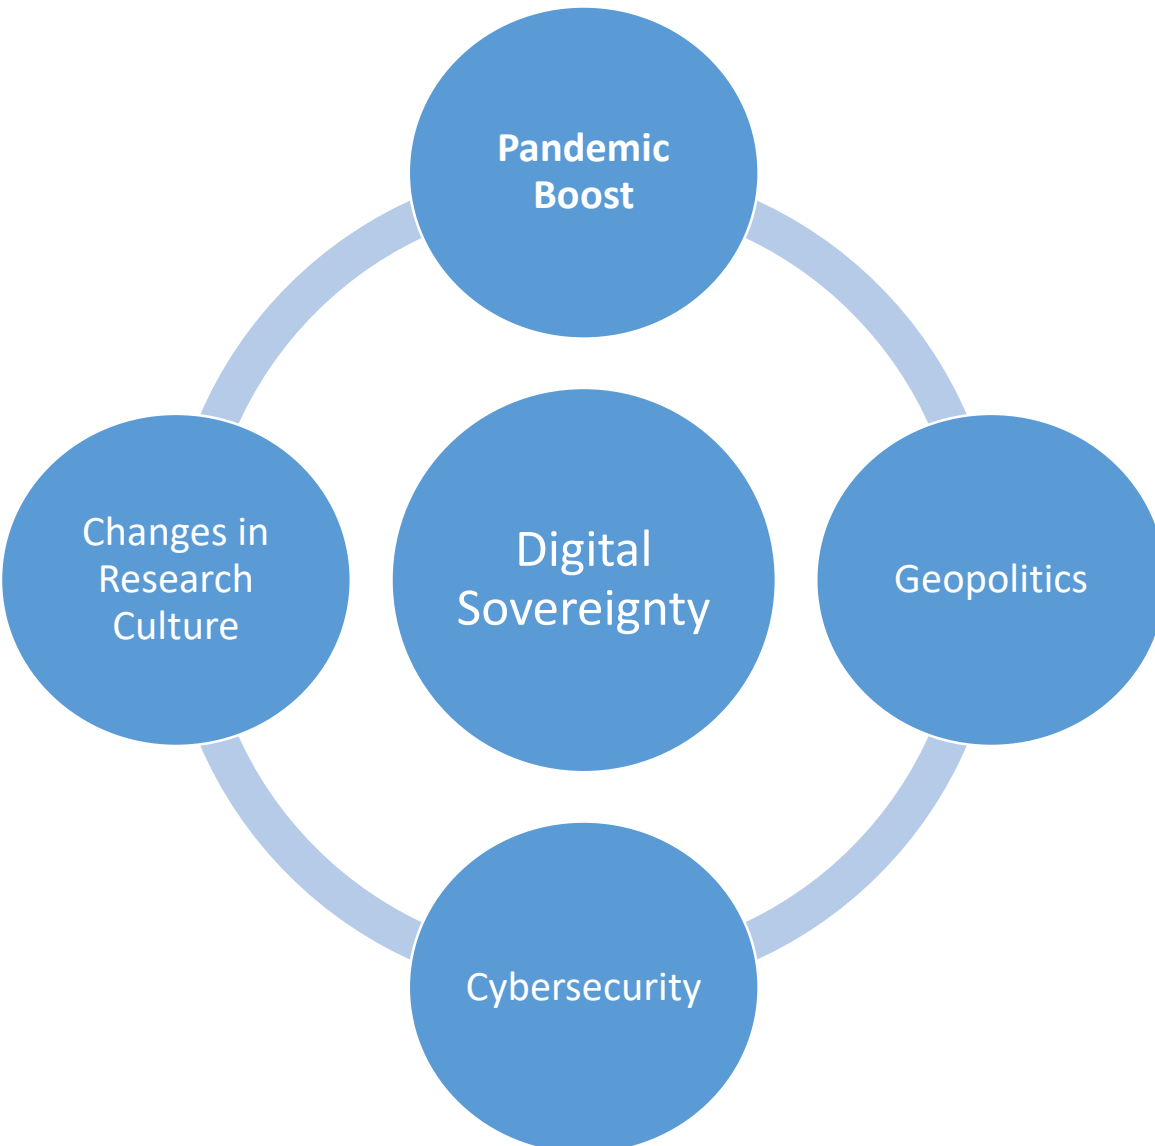 Pandemic
Boost
Changes in
Research
Culture
Digital
Sovereignty
Geopolitics
Cybersecurity